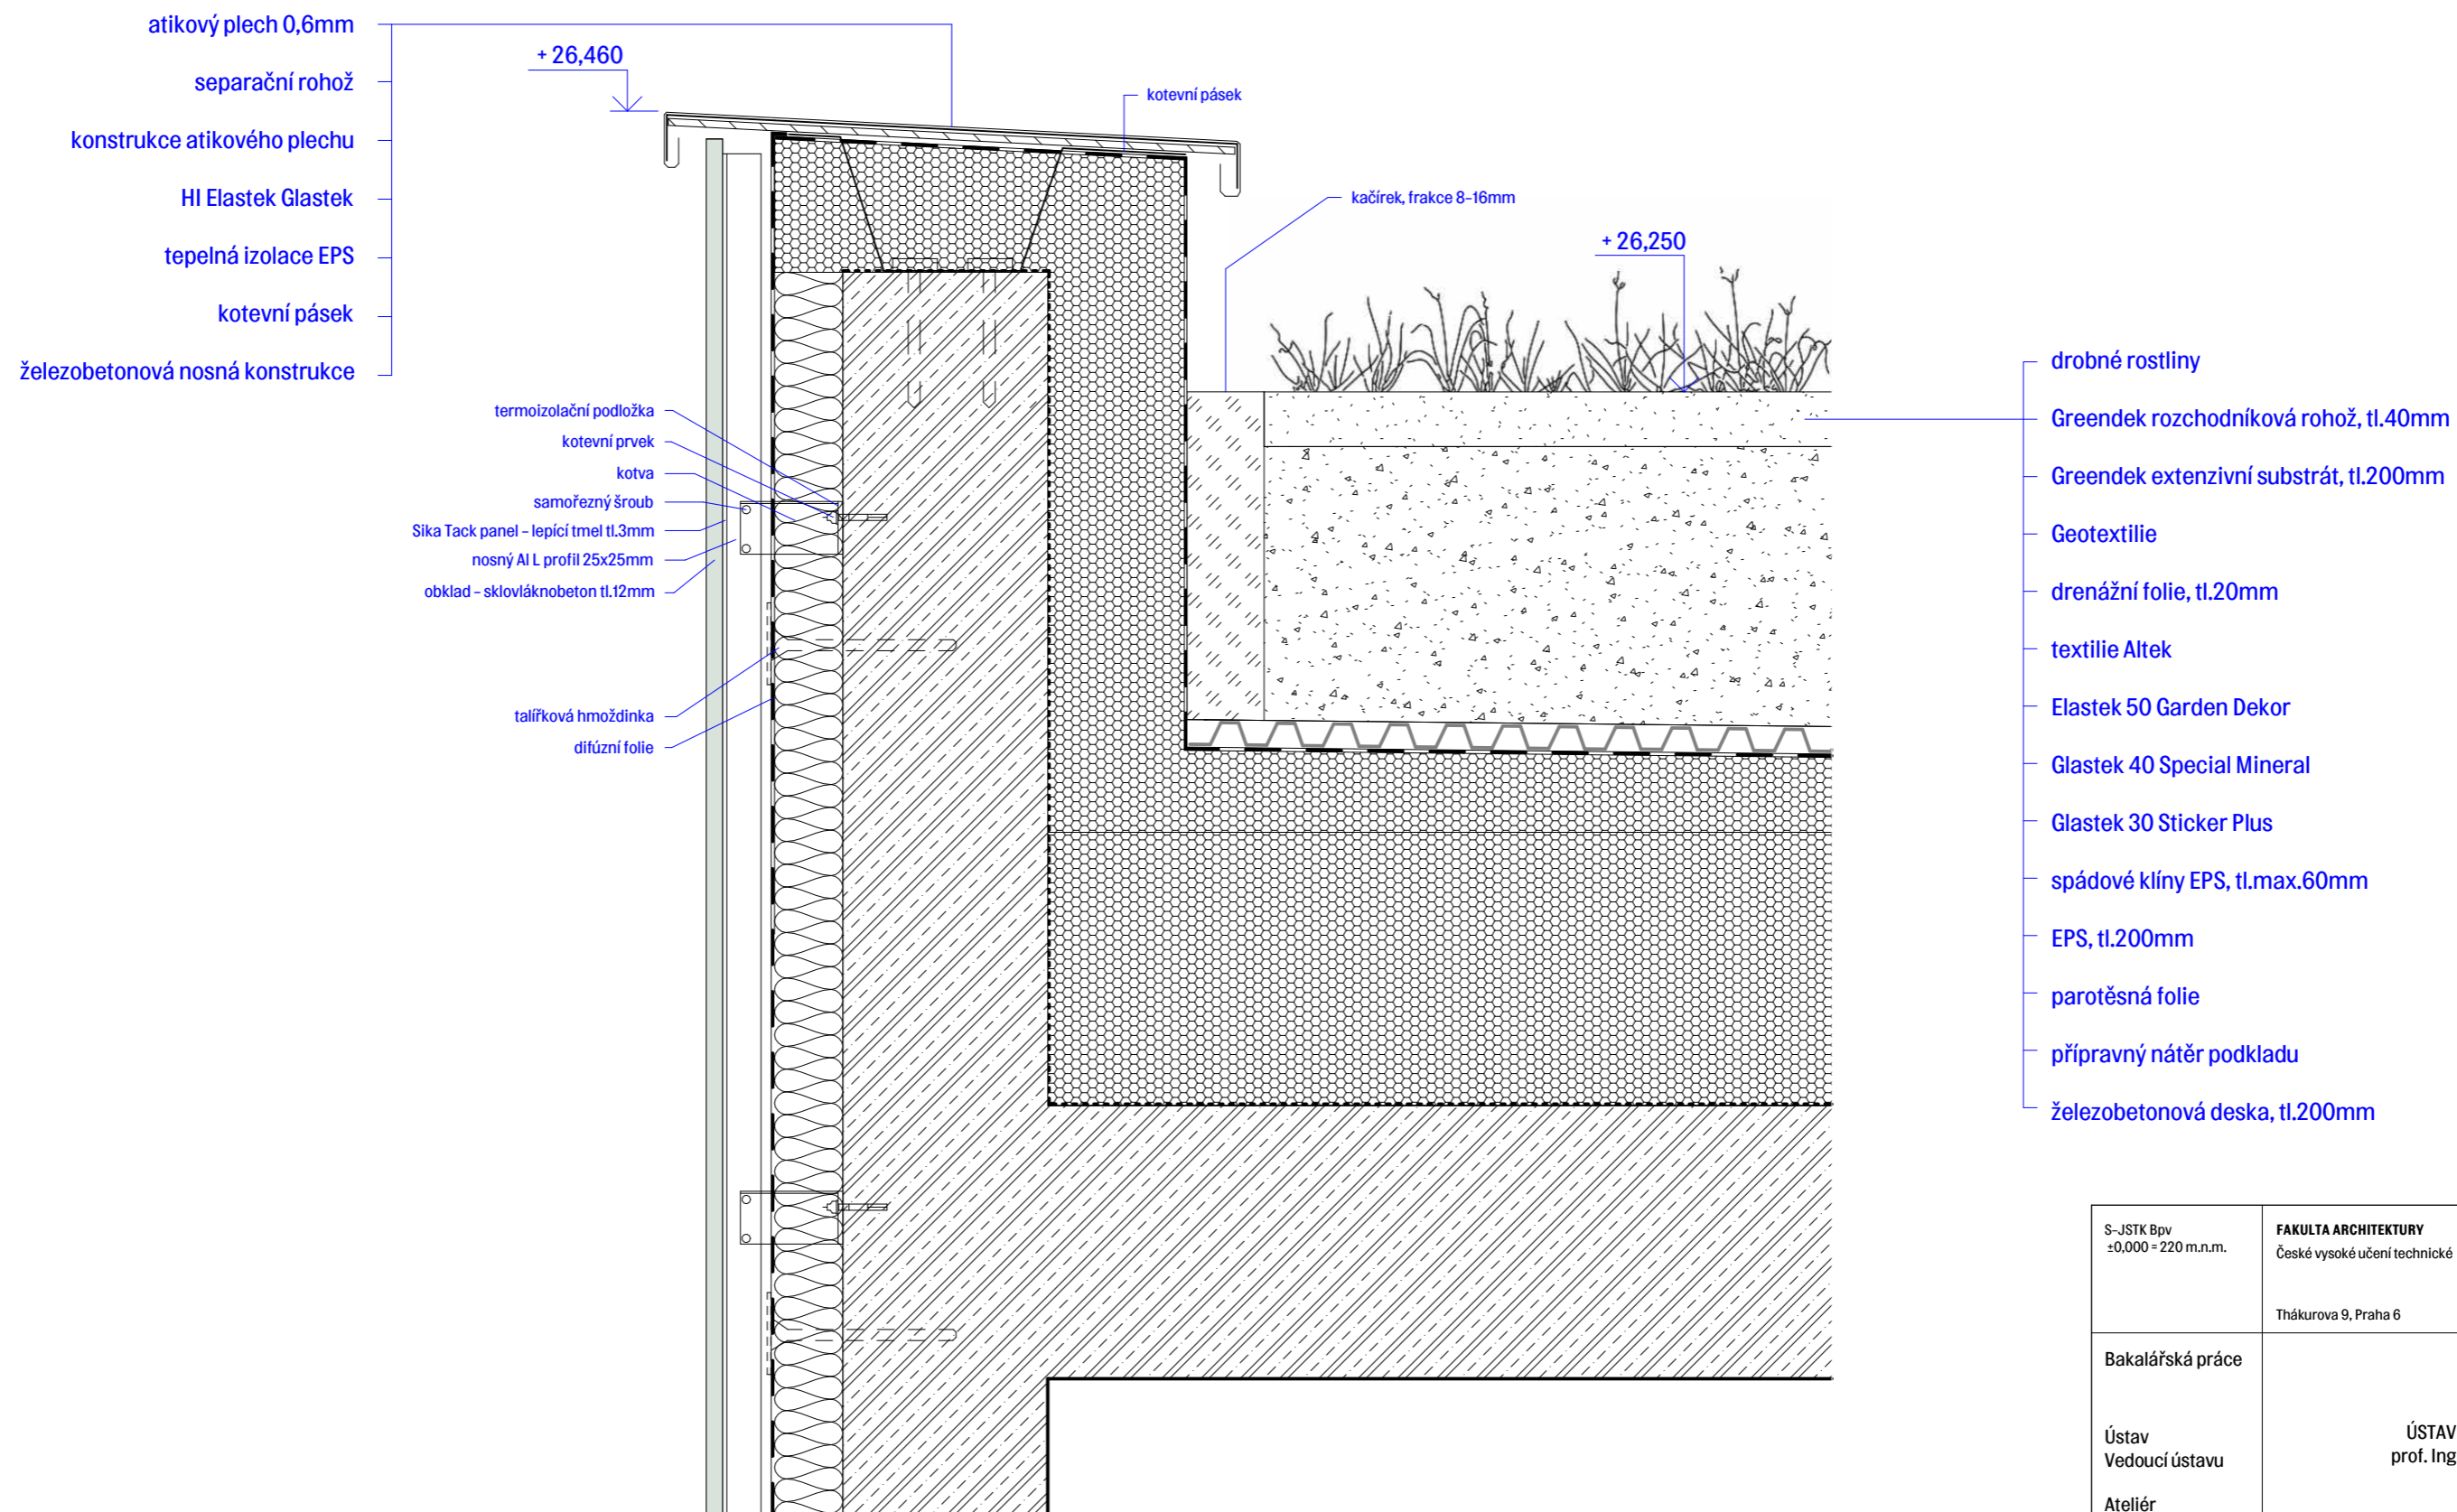 atikový plech 0,6mm
separační rohož
konstrukce atikového plechu
HI Elastek Glastek
tepelná izolace EPS
kotevní pásek
železobetonová nosná konstrukce
+ 26,460
kotevní pásek
kačírek, frakce 8-16mm
+ 26,250
termoizolační podložka
kotevní prvek
kotva
samořezný šroub
Sika Tack panel - lepící tmel tl.3mm
nosný Al L profil 25x25mm
obklad - sklovláknobeton tl.12mm
talířková hmoždinka
difúzní folie
drobné rostliny
Greendek rozchodníková rohož, tl.40mm
Greendek extenzivní substrát, tl.200mm
Geotextilie
drenážní folie, tl.20mm
textilie Altek
Elastek 50 Garden Dekor
Glastek 40 Special Mineral
Glastek 30 Sticker Plus
spádové klíny EPS, tl.max.60mm
EPS, tl.200mm
parotěsná folie
přípravný nátěr podkladu
železobetonová deska, tl.200mm
S-JSTK Bpv
±0,000 = 220 m.n.m.
FAKULTA ARCHITEKTURY
České vysoké učení technické
Thákurova 9, Praha 6
Bakalářská práce
Ústav
Vedoucí ústavu
ÚSTAV
prof. Ing
Ateliér